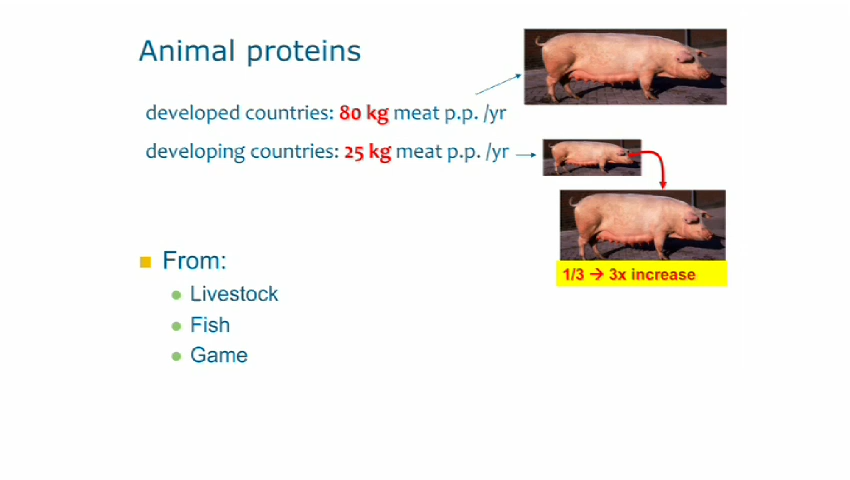 Animal proteins
developed countries: 80 kg meat p.p. /yr
developing countries: 25 kg meat p.p. /yr
1/3 → 3x increase
From:
Livestock
Fish
Game